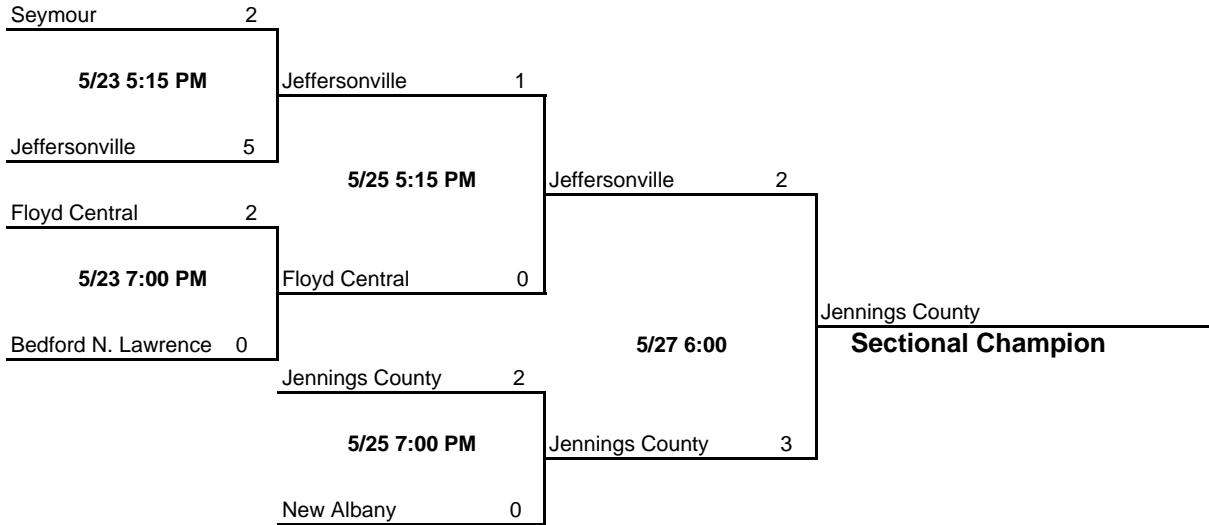 Seymour 2
5/23 5:15 PM
Jeffersonville 1
Jeffersonville 5
5/25 5:15 PM
Jeffersonville 2
Floyd Central 2
5/23 7:00 PM
Floyd Central 0
Jennings County
Bedford N. Lawrence 0
5/27 6:00
Sectional Champion
Jennings County 2
5/25 7:00 PM
Jennings County 3
New Albany 0